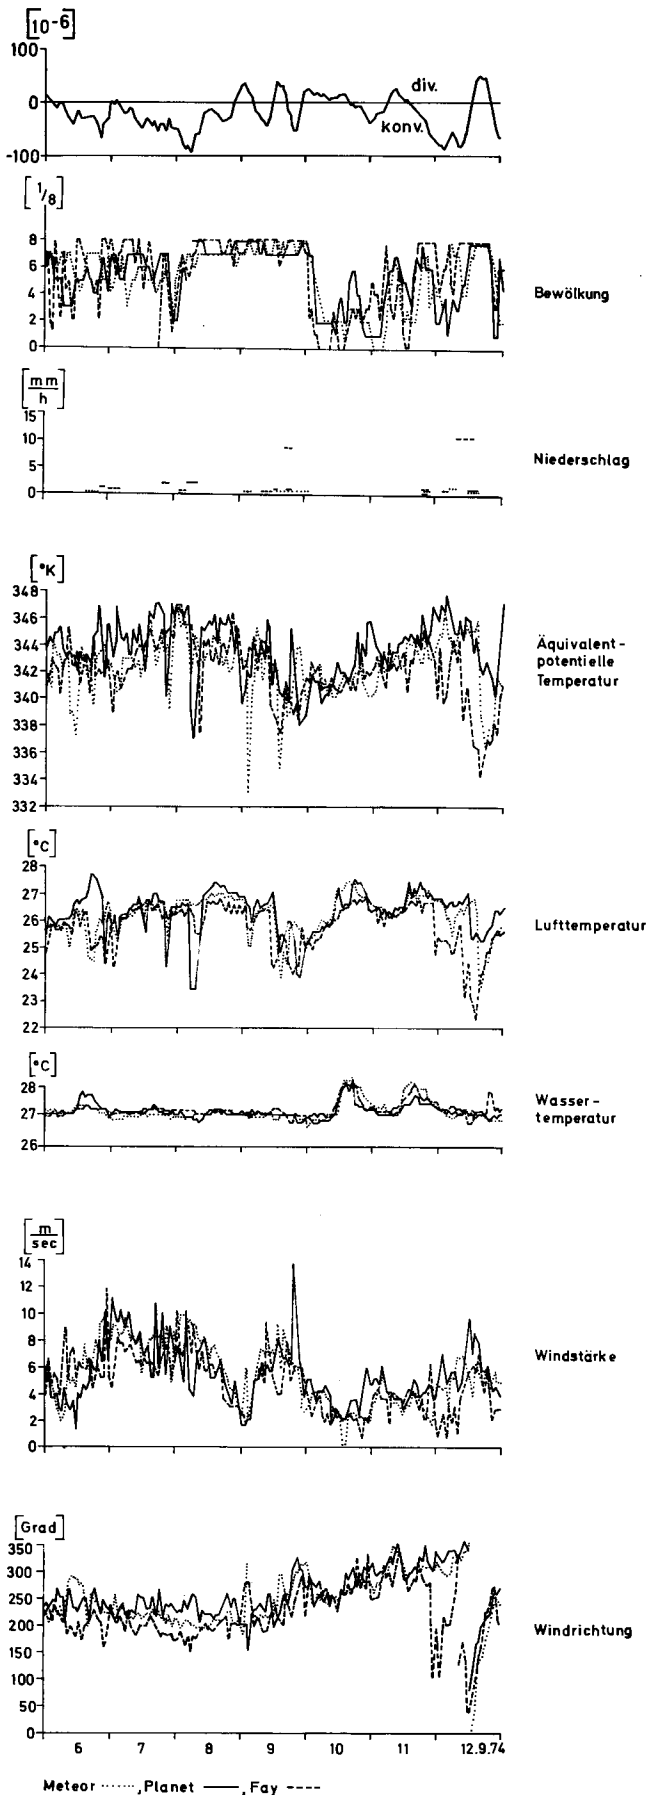 [10-6]
100
0
-100
div.
konv.
[1/8]
8
6
4
2
0
Bewölkung
[mm/h]
15
10
5
0
Niederschlag
[°K]
348
346
344
342
340
338
336
334
332
Äquivalent-
potentielle
Temperatur
[°C]
28
27
26
25
24
23
22
Lufttemperatur
[°C]
28
27
26
Wasser-
temperatur
[m/sec]
14
12
10
8
6
4
2
0
Windstärke
[Grad]
350
300
250
200
150
100
50
0
Windrichtung
6 7 8 9 10 11 12.9.74
Meteor ......., Planet ——, Fay ----